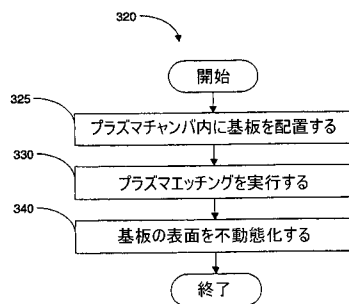 320
開始
325
プラズマチャンバ内に基板を配置する
330
プラズマエッチングを実行する
340
基板の表面を不動態化する
終了